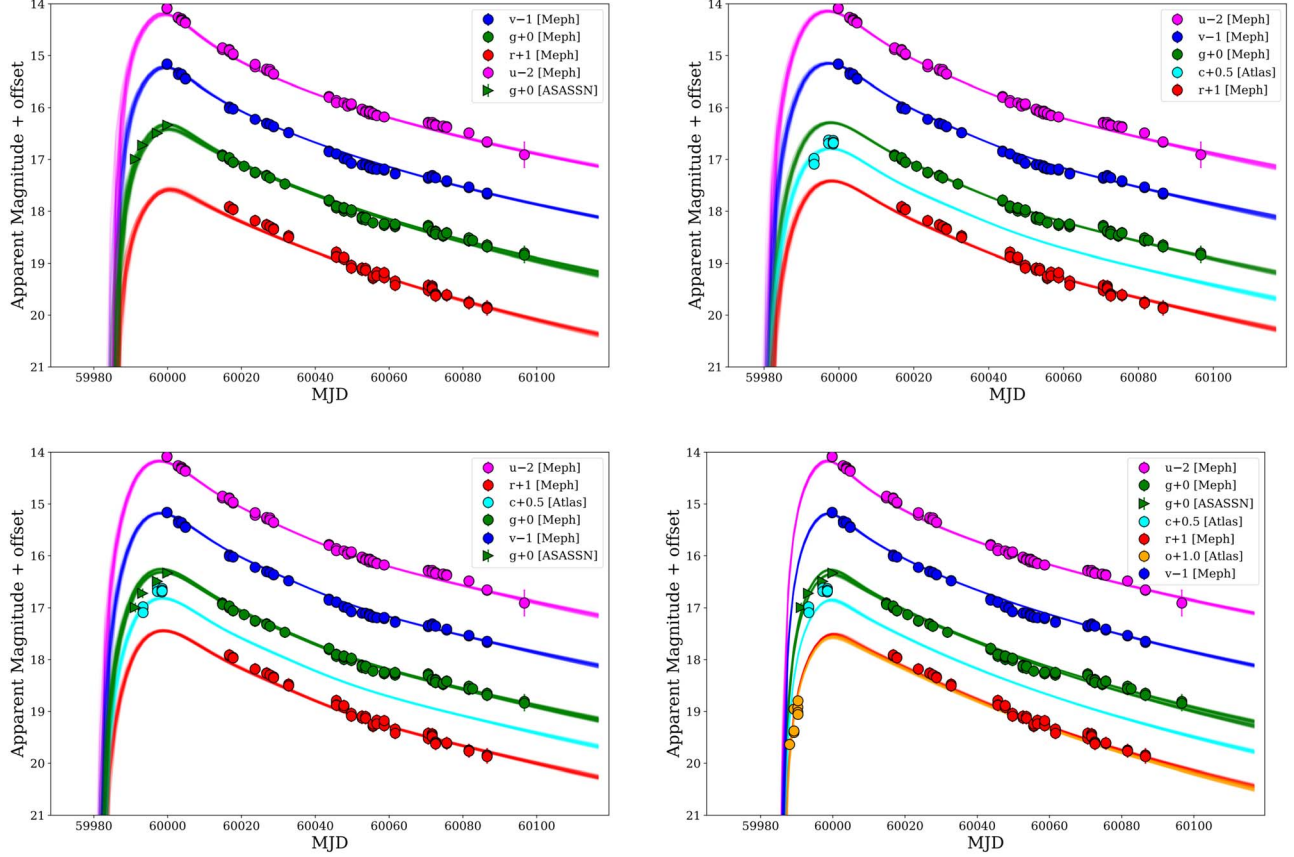 14
15
16
17
18
19
20
21
Apparent Magnitude + offset
59980
60000
60020
60040
60060
60080
60100
MJD
v−1 [Meph]
g+0 [Meph]
r+1 [Meph]
u−2 [Meph]
g+0 [ASASSN]
14
15
16
17
18
19
20
21
Apparent Magnitude + offset
59980
60000
60020
60040
60060
60080
60100
MJD
u−2 [Meph]
v−1 [Meph]
g+0 [Meph]
c+0.5 [Atlas]
r+1 [Meph]
14
15
16
17
18
19
20
21
Apparent Magnitude + offset
59980
60000
60020
60040
60060
60080
60100
MJD
u−2 [Meph]
r+1 [Meph]
c+0.5 [Atlas]
g+0 [Meph]
v−1 [Meph]
g+0 [ASASSN]
14
15
16
17
18
19
20
21
Apparent Magnitude + offset
59980
60000
60020
60040
60060
60080
60100
MJD
u−2 [Meph]
g+0 [Meph]
g+0 [ASASSN]
c+0.5 [Atlas]
r+1 [Meph]
o+1.0 [Atlas]
v−1 [Meph]